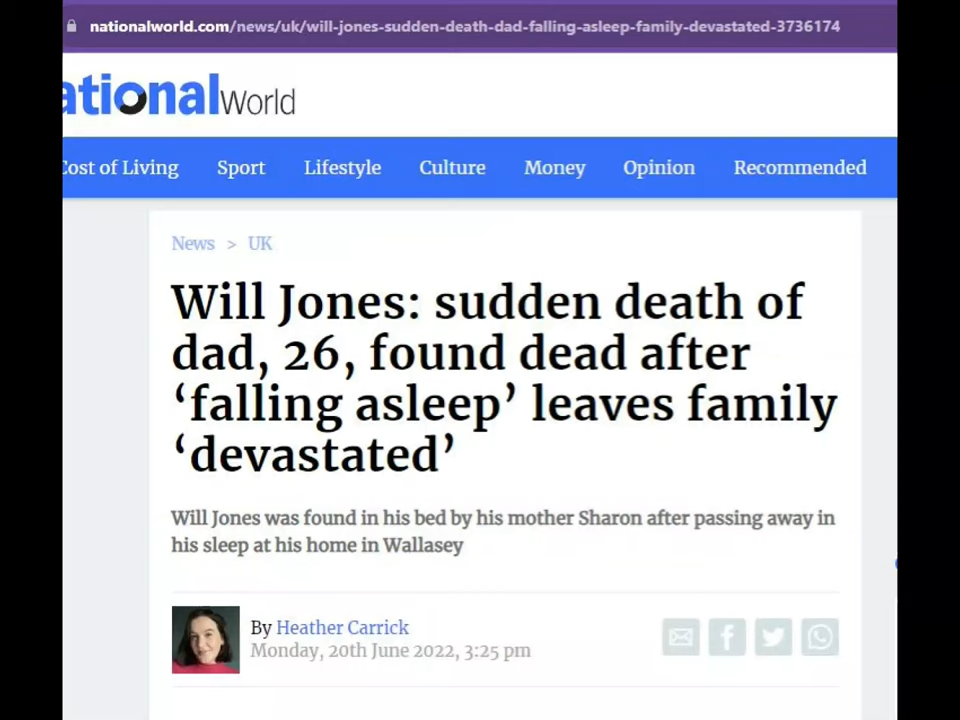 nationalworld.com/news/uk/will-jones-sudden-death-dad-falling-asleep-family-devastated-3736174
ationalWorld
Cost of Living Sport Lifestyle Culture Money Opinion Recommended
News > UK
Will Jones: sudden death of
dad, 26, found dead after
‘falling asleep’ leaves family
‘devastated’
Will Jones was found in his bed by his mother Sharon after passing away in
his sleep at his home in Wallasey
By Heather Carrick
Monday, 20th June 2022, 3:25 pm